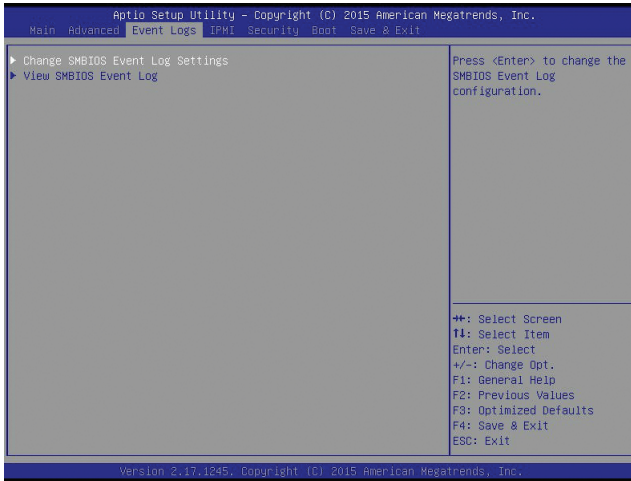 Aptio Setup Utility – Copyright (C) 2015 American Megatrends, Inc.
Main Advanced Event Logs IPMI Security Boot Save & Exit
▶ Change SMBIOS Event Log Settings
▶ View SMBIOS Event Log
Press <Enter> to change the
SMBIOS Event Log
configuration.
→←: Select Screen
↑↓: Select Item
Enter: Select
+/-: Change Opt.
F1: General Help
F2: Previous Values
F3: Optimized Defaults
F4: Save & Exit
ESC: Exit
Version 2.17.1245. Copyright (C) 2015 American Megatrends, Inc.